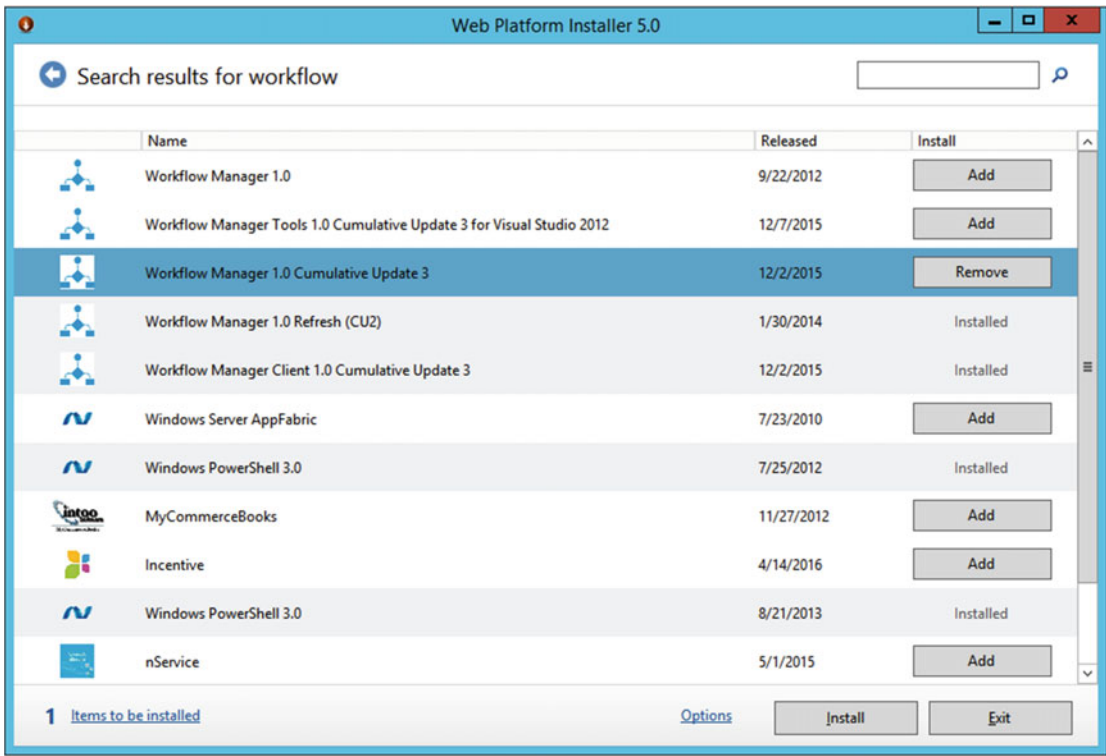 Web Platform Installer 5.0
Search results for workflow
Name Released Install
Workflow Manager 1.0 9/22/2012 Add
Workflow Manager Tools 1.0 Cumulative Update 3 for Visual Studio 2012 12/7/2015 Add
Workflow Manager 1.0 Cumulative Update 3 12/2/2015 Remove
Workflow Manager 1.0 Refresh (CU2) 1/30/2014 Installed
Workflow Manager Client 1.0 Cumulative Update 3 12/2/2015 Installed
Windows Server AppFabric 7/23/2010 Add
Windows PowerShell 3.0 7/25/2012 Installed
intoo
MyCommerceBooks 11/27/2012 Add
Incentive 4/14/2016 Add
Windows PowerShell 3.0 8/21/2013 Installed
nService 5/1/2015 Add
1 Items to be installed Options Install Exit